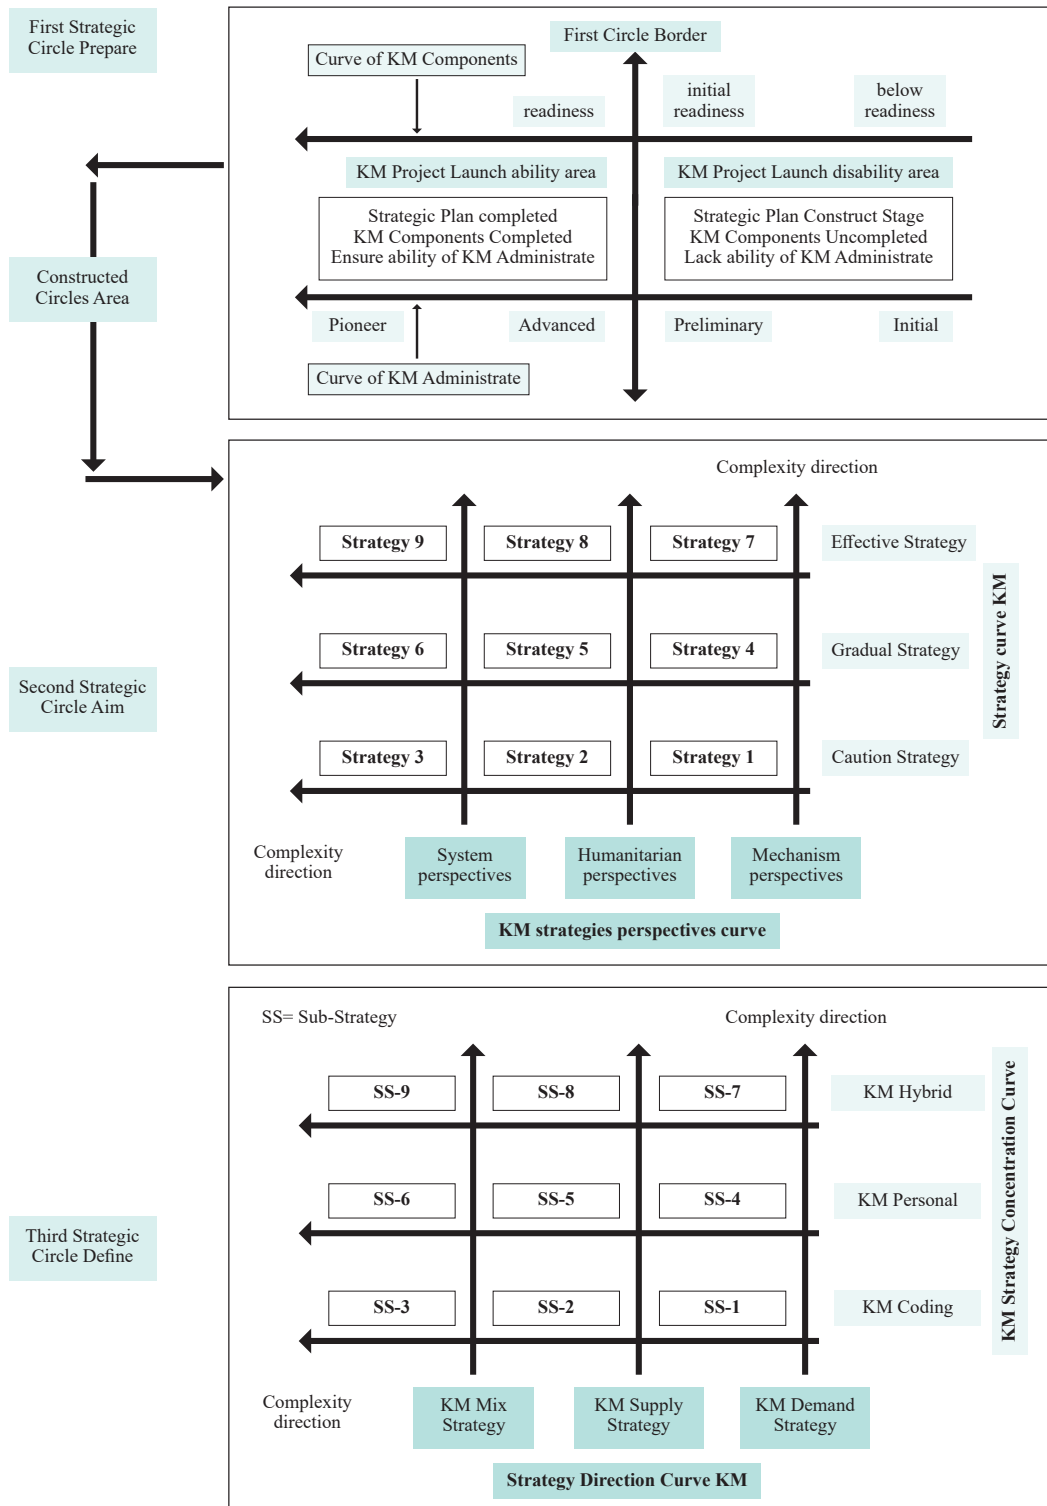 First Strategic
Circle Prepare
First Circle Border
Curve of KM Components
readiness
initial
readiness
below
readiness
KM Project Launch ability area
KM Project Launch disability area
Strategic Plan completed
KM Components Completed
Ensure ability of KM Administrate
Strategic Plan Construct Stage
KM Components Uncompleted
Lack ability of KM Administrate
Constructed
Circles Area
Pioneer
Advanced
Preliminary
Initial
Curve of KM Administrate
Complexity direction
Strategy 9
Strategy 8
Strategy 7
Effective Strategy
Strategy 6
Strategy 5
Strategy 4
Gradual Strategy
Strategy curve KM
Second Strategic
Circle Aim
Strategy 3
Strategy 2
Strategy 1
Caution Strategy
Complexity
direction
System
perspectives
Humanitarian
perspectives
Mechanism
perspectives
KM strategies perspectives curve
SS= Sub-Strategy
Complexity direction
SS-9
SS-8
SS-7
KM Hybrid
SS-6
SS-5
SS-4
KM Personal
KM Strategy Concentration Curve
Third Strategic
Circle Define
SS-3
SS-2
SS-1
KM Coding
Complexity
direction
KM Mix
Strategy
KM Supply
Strategy
KM Demand
Strategy
Strategy Direction Curve KM